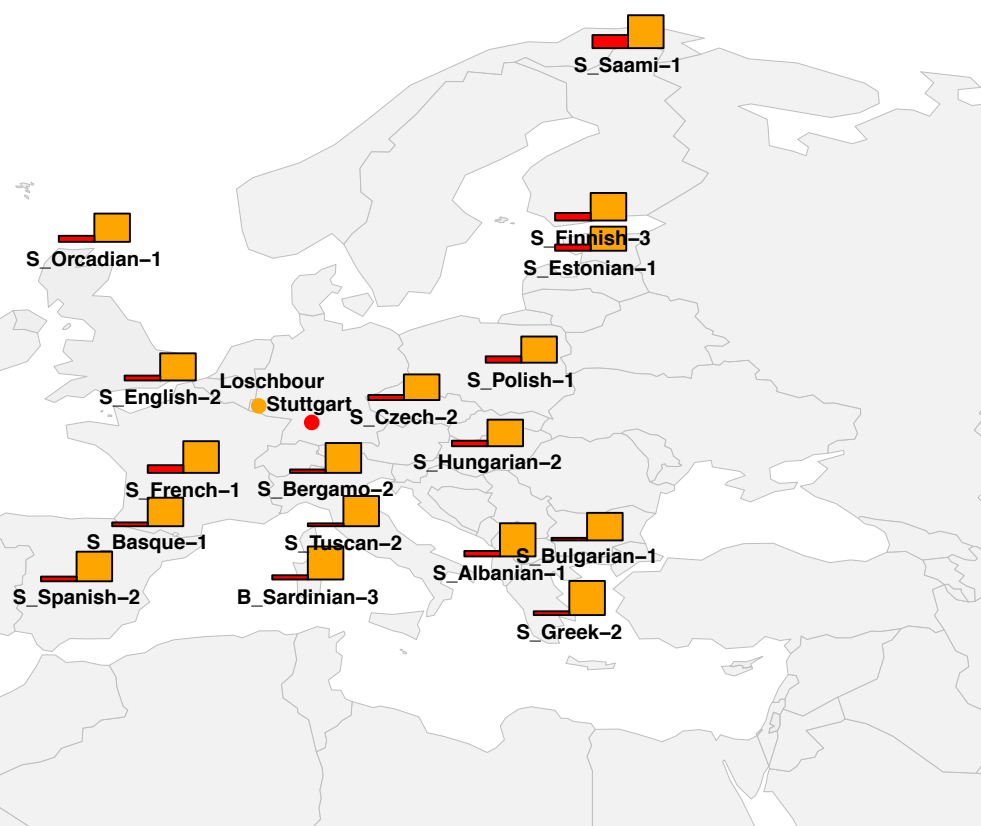 S_Saami−1
S_Finnish−3
S_Orcadian−1
S_Estonian−1
S_Polish−1
Loschbour
S_English−2
Stuttgart
S_Czech−2
S_Hungarian−2
S_French−1
S_Bergamo−2
S_Basque−1
S_Tuscan−2
S_Bulgarian−1
S_Albanian−1
S_Spanish−2
B_Sardinian−3
S_Greek−2